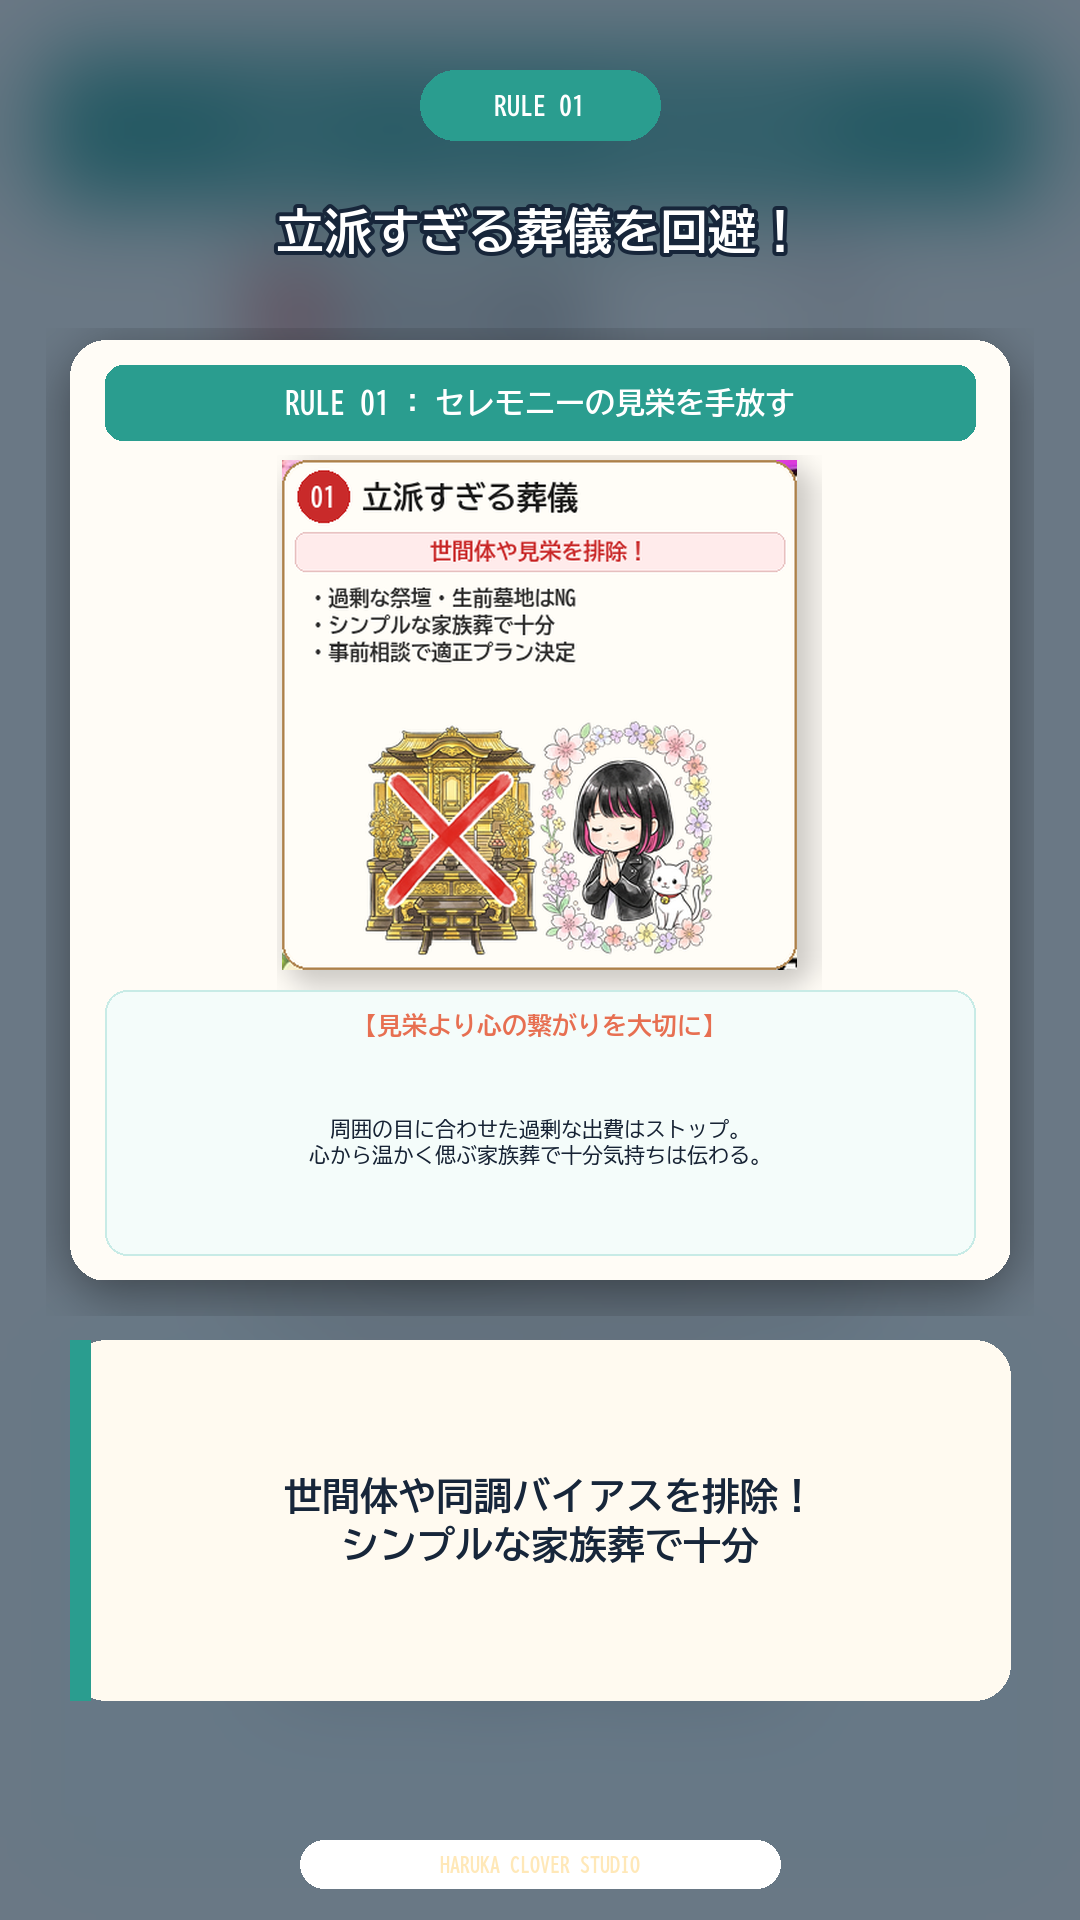 RULE 01
立派すぎる葬儀を回避！
RULE 01 : セレモニーの見栄を手放す
01 立派すぎる葬儀
世間体や見栄を排除！
・過剰な祭壇・生前墓地はNG
・シンプルな家族葬で十分
・事前相談で適正プラン決定
【見栄より心の繋がりを大切に】
周囲の目に合わせた過剰な出費はストップ。
心から温かく偲ぶ家族葬で十分気持ちは伝わる。
世間体や同調バイアスを排除！
シンプルな家族葬で十分
HARUKA CLOVER STUDIO